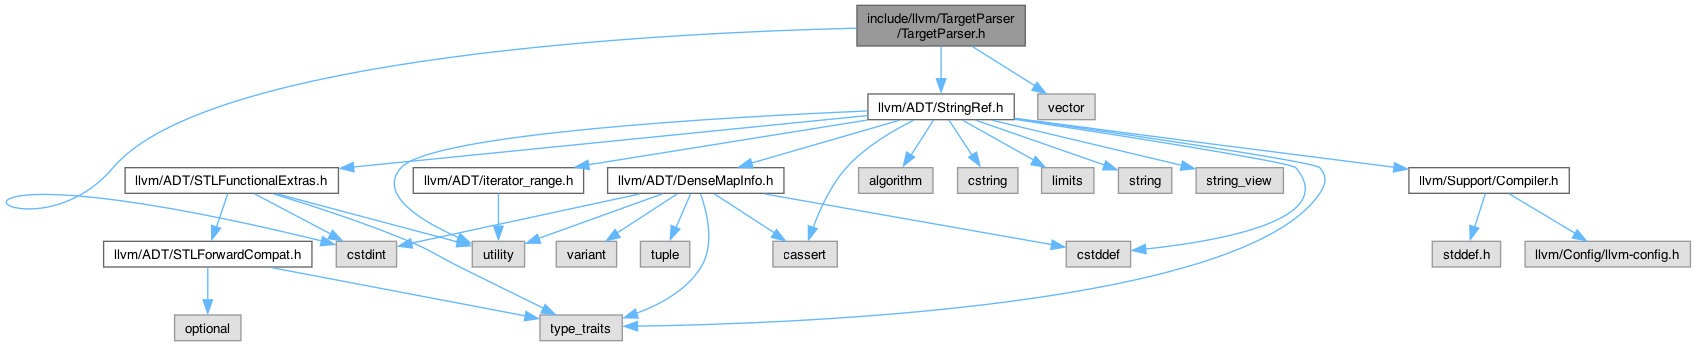 include/llvm/TargetParser
/TargetParser.h
llvm/ADT/StringRef.h
vector
llvm/ADT/STLFunctionalExtras.h
llvm/ADT/iterator_range.h
llvm/ADT/DenseMapInfo.h
algorithm
cstring
limits
string
string_view
llvm/Support/Compiler.h
llvm/ADT/STLForwardCompat.h
cstdint
utility
variant
tuple
cassert
cstddef
stddef.h
llvm/Config/llvm-config.h
optional
type_traits